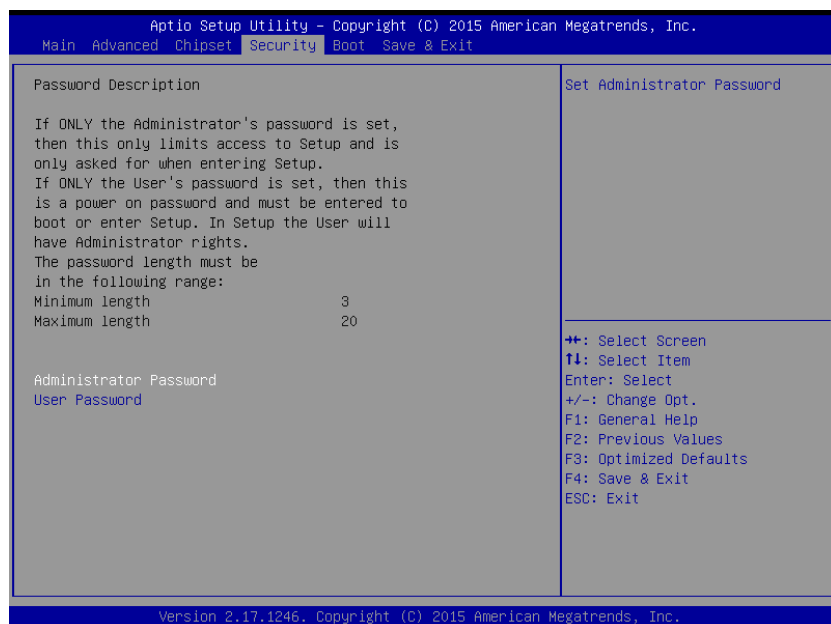 Aptio Setup Utility – Copyright (C) 2015 American Megatrends, Inc.
Main Advanced Chipset Security Boot Save & Exit
Password Description
If ONLY the Administrator's password is set,
then this only limits access to Setup and is
only asked for when entering Setup.
If ONLY the User's password is set, then this
is a power on password and must be entered to
boot or enter Setup. In Setup the User will
have Administrator rights.
The password length must be
in the following range:
Minimum length 3
Maximum length 20
Administrator Password
User Password
Set Administrator Password
→←: Select Screen
↑↓: Select Item
Enter: Select
+/-: Change Opt.
F1: General Help
F2: Previous Values
F3: Optimized Defaults
F4: Save & Exit
ESC: Exit
Version 2.17.1246. Copyright (C) 2015 American Megatrends, Inc.